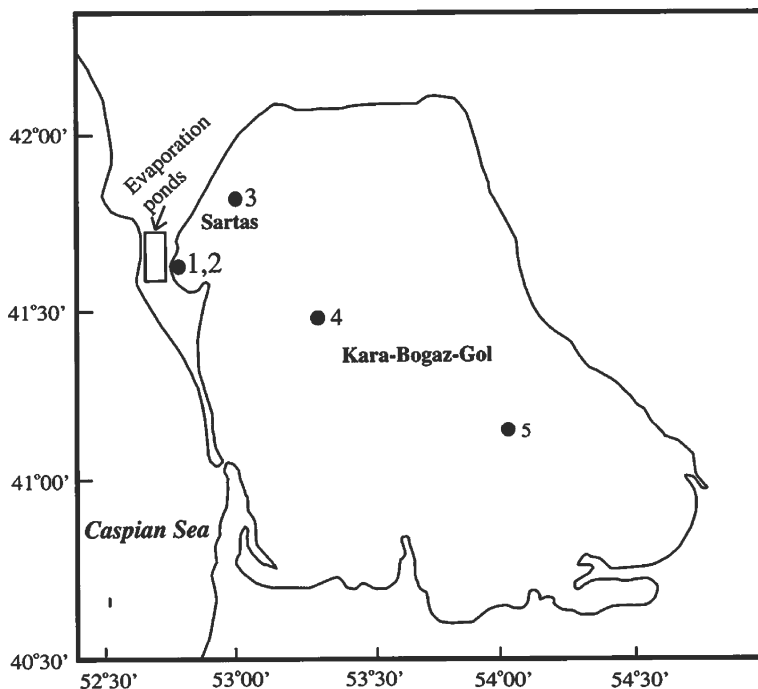 42°00'
Evaporation
ponds
3
Sartas
1,2
41°30'
4
Kara-Bogaz-Gol
5
41°00'
Caspian Sea
40°30'
52°30'
53°00'
53°30'
54°00'
54°30'